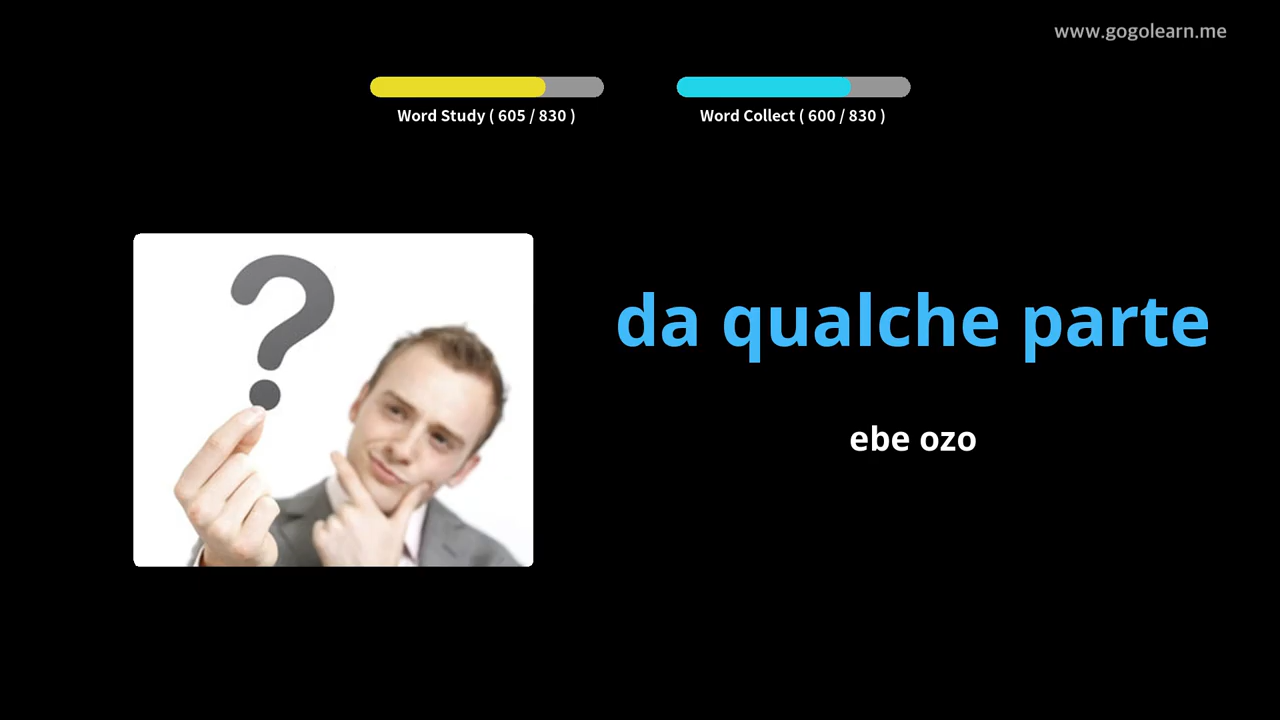 www.gogolearn.me
Word Study ( 605 / 830 )
Word Collect ( 600 / 830 )
da qualche parte
ebe ozo